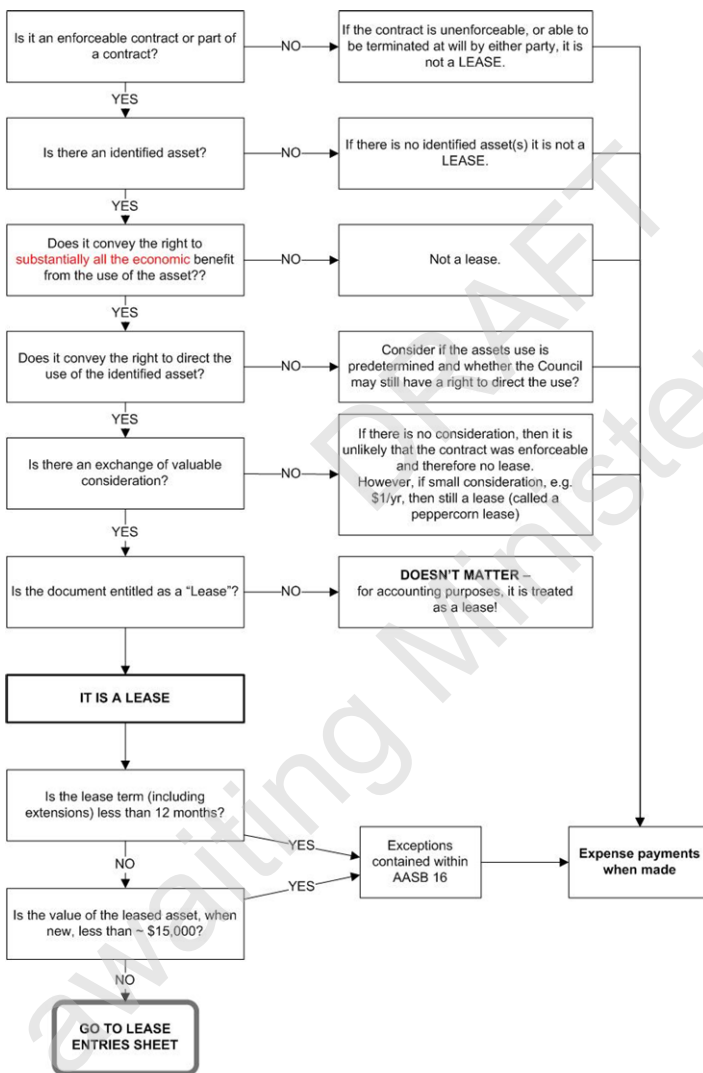 Is it an enforceable contract or part of
a contract?
NO
If the contract is unenforceable, or able to
be terminated at will by either party, it is
not a LEASE.
YES
Is there an identified asset?
NO
If there is no identified asset(s) it is not a
LEASE.
YES
Does it convey the right to
substantially all the economic benefit
from the use of the asset??
NO
Not a lease.
YES
Does it convey the right to direct the
use of the identified asset?
NO
Consider if the assets use is
predetermined and whether the Council
may still have a right to direct the use?
YES
Is there an exchange of valuable
consideration?
NO
If there is no consideration, then it is
unlikely that the contract was enforceable
and therefore no lease.
However, if small consideration, e.g.
$1/yr, then still a lease (called a
peppercorn lease)
YES
Is the document entitled as a “Lease”?
NO
DOESN'T MATTER –
for accounting purposes, it is treated
as a lease!
IT IS A LEASE
Is the lease term (including
extensions) less than 12 months?
YES
NO
Exceptions
contained within
AASB 16
Expense payments
when made
YES
Is the value of the leased asset, when
new, less than ~ $15,000?
NO
GO TO LEASE
ENTRIES SHEET
DRAFT
awaiting Minister